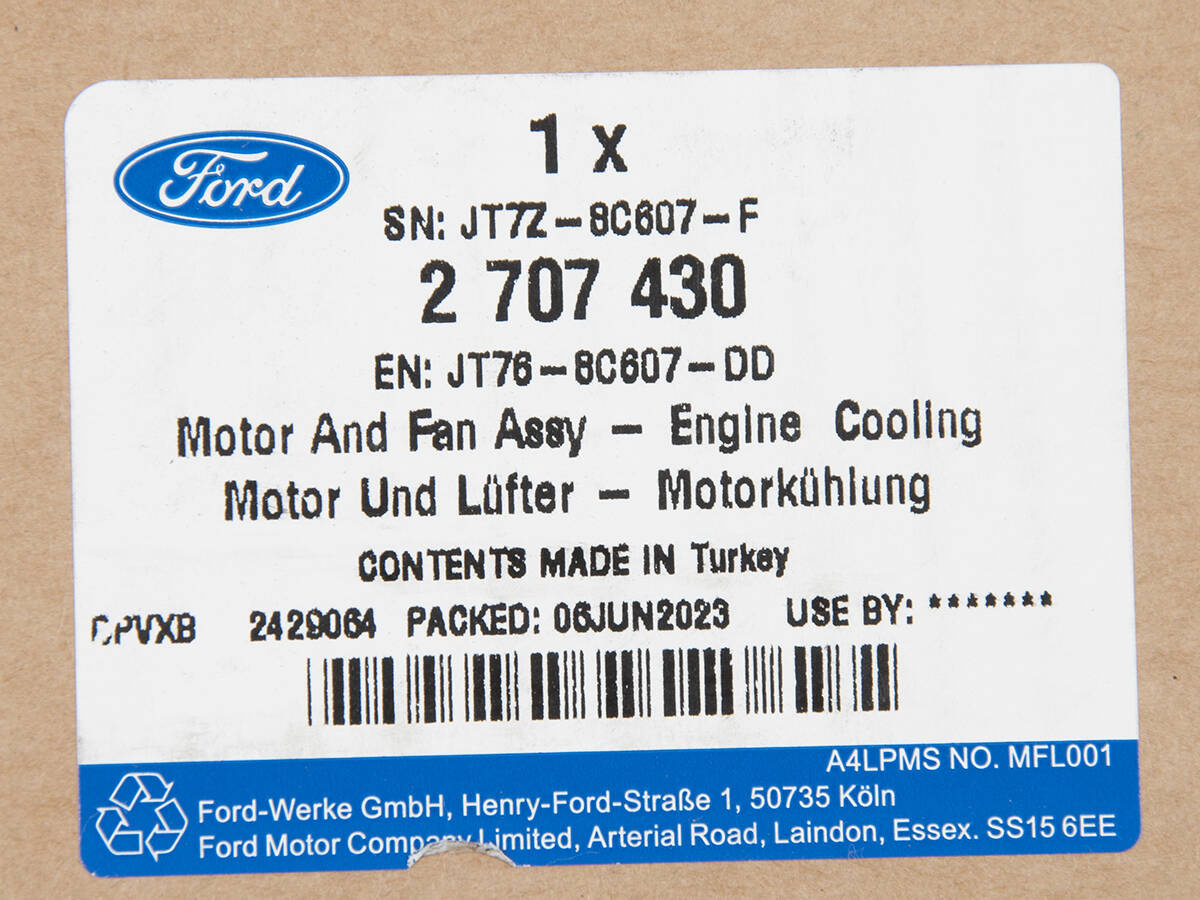 Ford
1 x
SN: JT7Z-8C607-F
2 707 430
EN: JT76-8C607-DD
Motor And Fan Assy - Engine Cooling
Motor Und Lüfter - Motorkühlung
CONTENTS MADE IN Turkey
2429064 PACKED: 06JUN2023 USE BY: *******
A4LPMS NO. MFL001
Ford-Werke GmbH, Henry-Ford-Straße 1, 50735 Köln
Ford Motor Company Limited, Arterial Road, Laindon, Essex. SS15 6EE